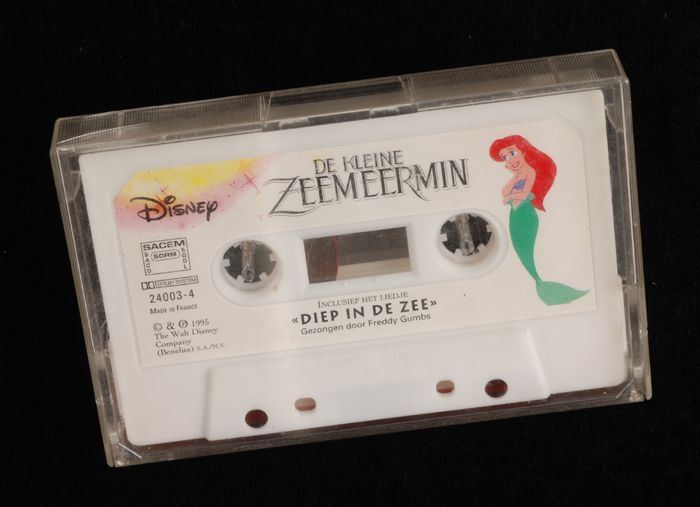 DE KLEINE
ZEEMEERMIN
Disney
SACEM
SACD
SDRM
SGDL
DOLBY SYSTEM
24003-4
MADE IN FRANCE
INCLUSIEF HET LIEDJE
«DIEP IN DE ZEE»
Gezongen door Freddy Gumbs
© & ℗ 1995
The Walt Disney
Company
(Benelux) S.A./N.V.